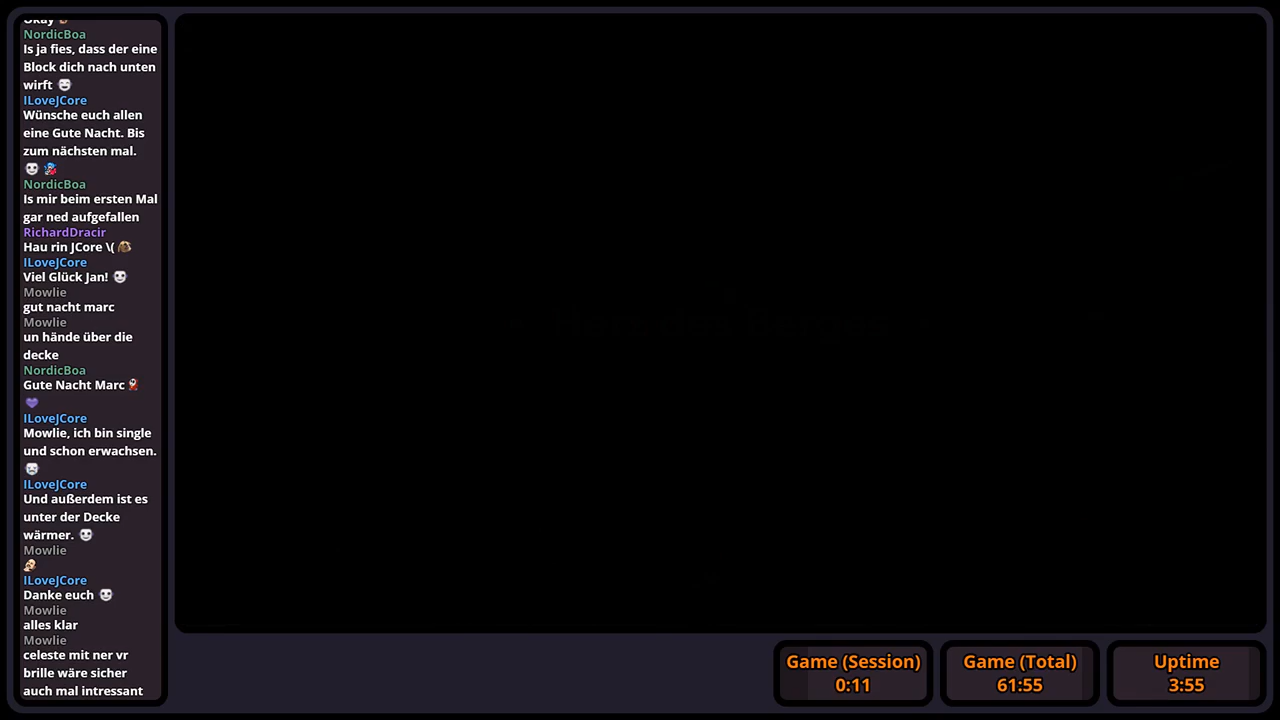 Okay
NordicBoa
Is ja fies, dass der eine
Block dich nach unten
wirft
ILoveJCore
Wünsche euch allen
eine Gute Nacht. Bis
zum nächsten mal.
NordicBoa
Is mir beim ersten Mal
gar ned aufgefallen
RichardDracir
Hau rin JCore \(
ILoveJCore
Viel Glück Jan!
Mowlie
gut nacht marc
Mowlie
un hände über die
decke
NordicBoa
Gute Nacht Marc
ILoveJCore
Mowlie, ich bin single
und schon erwachsen.
ILoveJCore
Und außerdem ist es
unter der Decke
wärmer.
Mowlie
ILoveJCore
Danke euch
Mowlie
alles klar
Mowlie
celeste mit ner vr
brille wäre sicher
auch mal intressant
Game (Session)
0:11
Game (Total)
61:55
Uptime
3:55